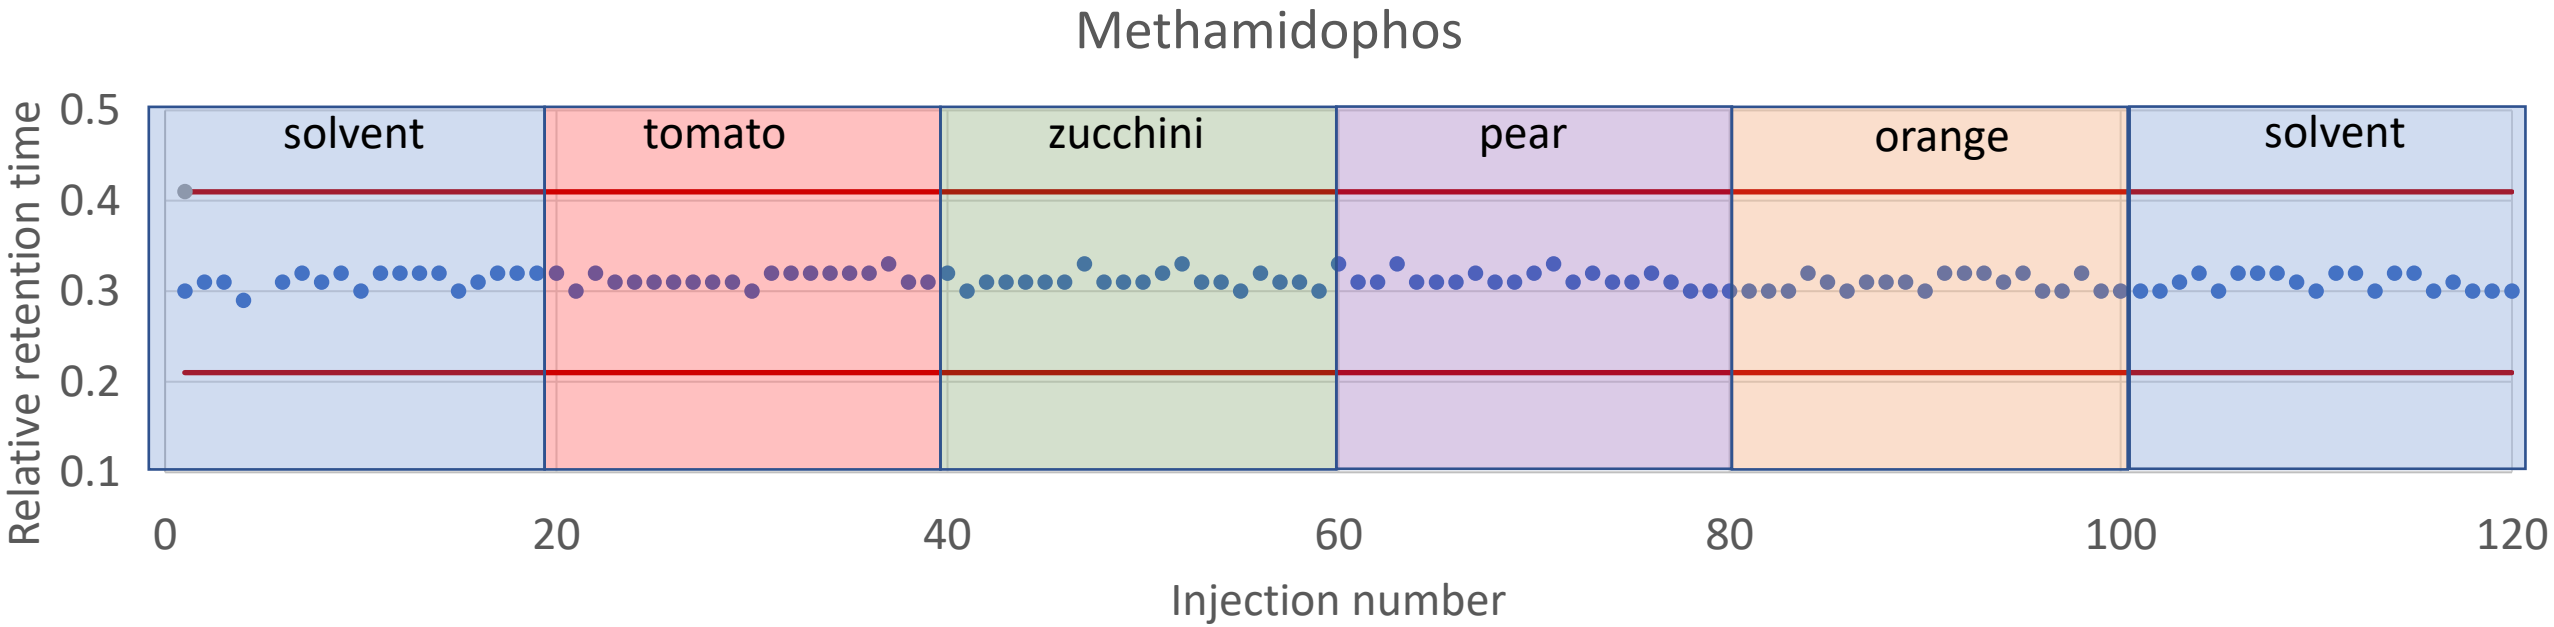 Methamidophos
Relative retention time
0.5
0.4
0.3
0.2
0.1
solvent
tomato
zucchini
pear
orange
solvent
0 20 40 60 80 100 120
Injection number